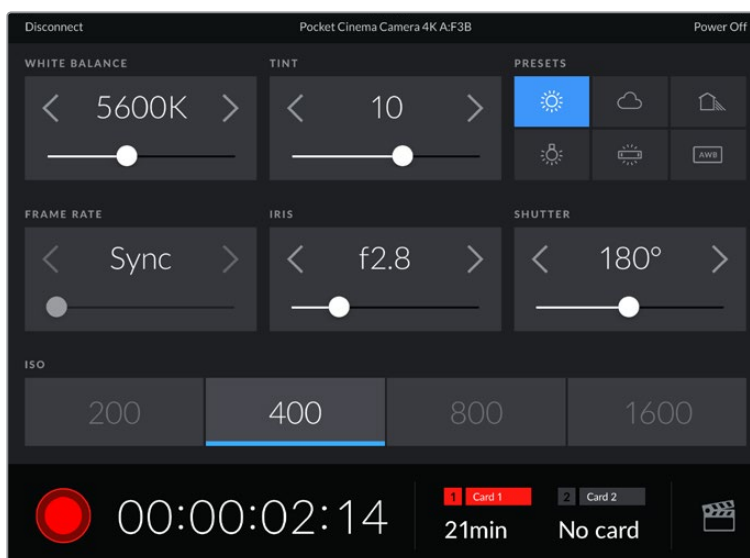 Disconnect Pocket Cinema Camera 4K A:F3B Power Off
WHITE BALANCE TINT PRESETS
5600K 10
AWB
FRAME RATE IRIS SHUTTER
Sync f2.8 180°
ISO
200 400 800 1600
00:00:02:14 1 Card 1 2 Card 2
21min No card